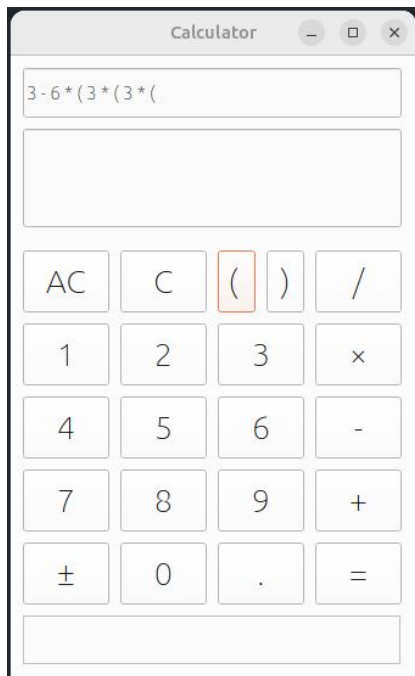 Calculator
3 - 6 * ( 3 * ( 3 * (
AC C ( ) /
1 2 3 ×
4 5 6 -
7 8 9 +
± 0 . =